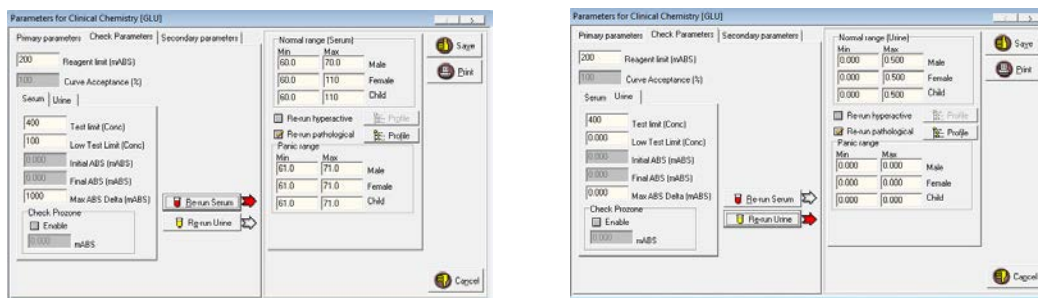 Parameters for Clinical Chemistry [GLU]
Primary parameters Check Parameters Secondary parameters
200 Reagent limit (mABS)
100 Curve Acceptance (%)
Serum Urine
400 Test limit (Conc)
100 Low Test Limit (Conc)
0.000 Initial ABS (mABS)
0.000 Final ABS (mABS)
1000 Max ABS Delta (mABS)
Check Prozone
Enable
0.000 mABS
Re-run Serum
Re-run Urine
Normal range (Serum)
Min Max
60.0 70.0 Male
60.0 110 Female
60.0 110 Child
Re-run hyperactive Profile
Re-run pathological Profile
Panic range
Min Max
61.0 71.0 Male
61.0 71.0 Female
61.0 71.0 Child
Save
Print
Cancel
Parameters for Clinical Chemistry [GLU]
Primary parameters Check Parameters Secondary parameters
200 Reagent limit (mABS)
100 Curve Acceptance (%)
Serum Urine
400 Test limit (Conc)
0.000 Low Test Limit (Conc)
0.000 Initial ABS (mABS)
0.000 Final ABS (mABS)
0.000 Max ABS Delta (mABS)
Check Prozone
Enable
0.000 mABS
Re-run Serum
Re-run Urine
Normal range (Urine)
Min Max
0.000 0.500 Male
0.000 0.500 Female
0.000 0.500 Child
Re-run hyperactive Profile
Re-run pathological Profile
Panic range
Min Max
0.000 0.000 Male
0.000 0.000 Female
0.000 0.000 Child
Save
Print
Cancel